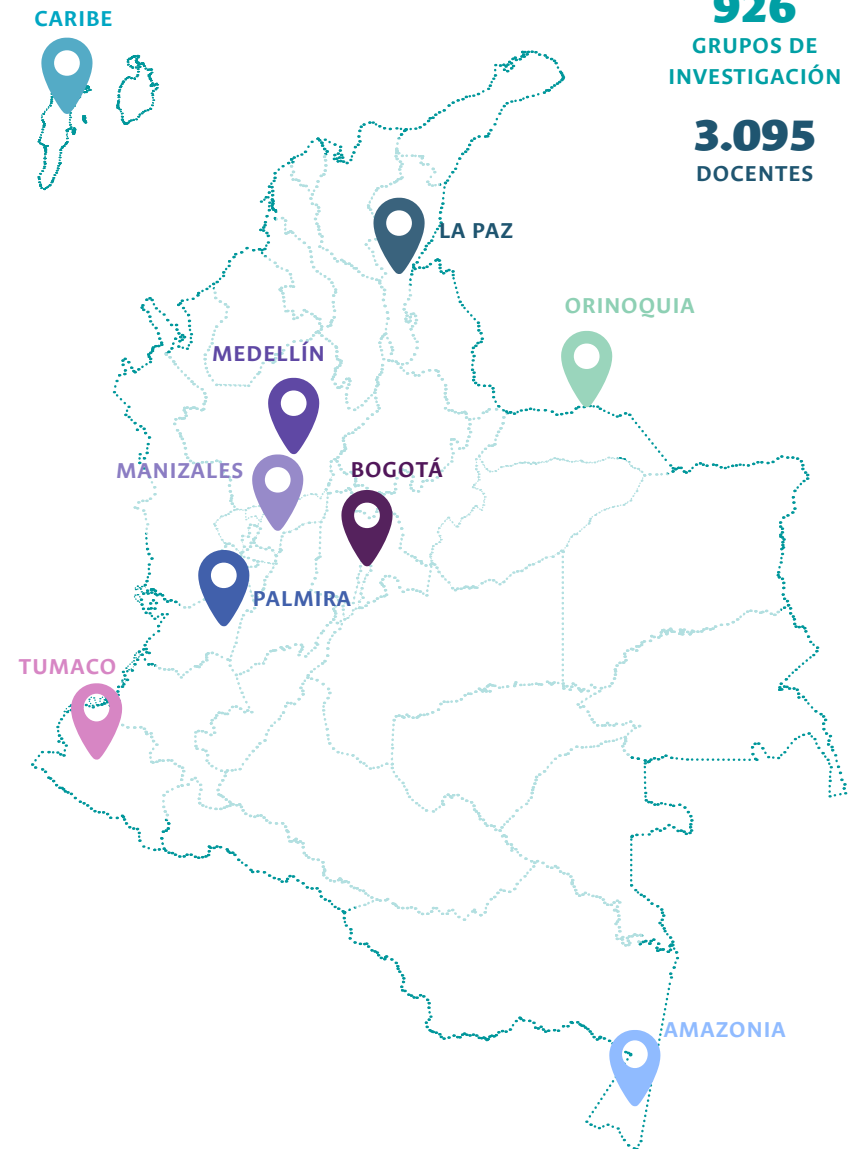 CARIBE
926
GRUPOS DE
INVESTIGACIÓN
3.095
DOCENTES
LA PAZ
ORINOQUIA
MEDELLÍN
MANIZALES
BOGOTÁ
PALMIRA
TUMACO
AMAZONIA